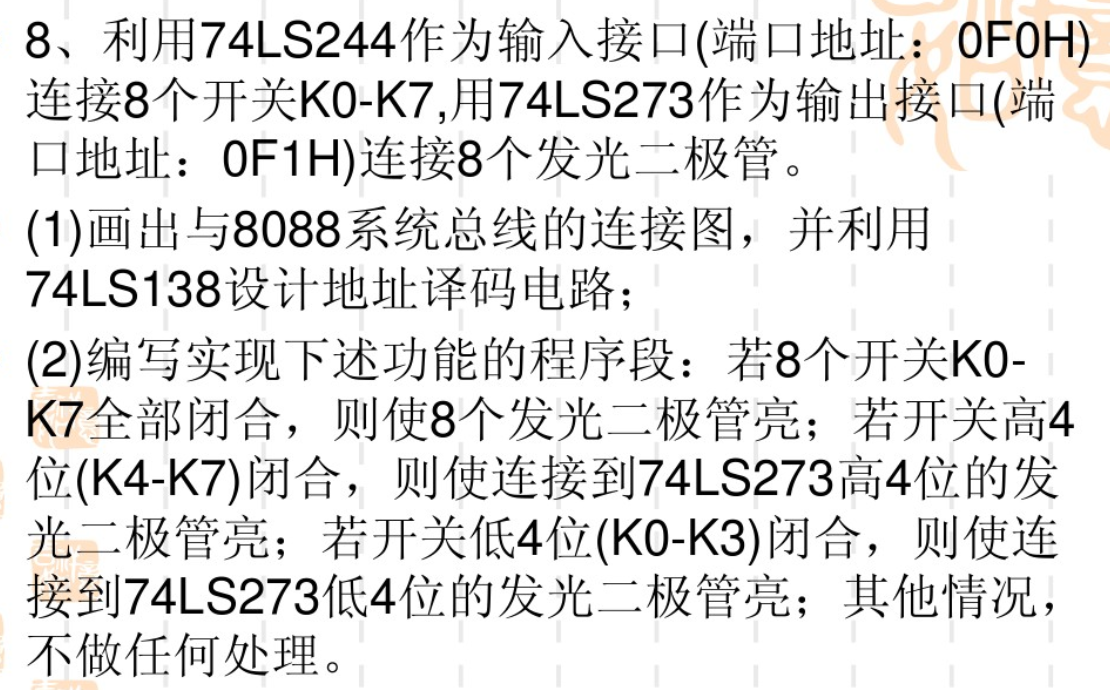 8、利用74LS244作为输入接口(端口地址：0F0H)
连接8个开关K0-K7,用74LS273作为输出接口(端
口地址：0F1H)连接8个发光二极管。
(1)画出与8088系统总线的连接图，并利用
74LS138设计地址译码电路；
(2)编写实现下述功能的程序段：若8个开关K0-
K7全部闭合，则使8个发光二极管亮；若开关高4
位(K4-K7)闭合，则使连接到74LS273高4位的发
光二极管亮；若开关低4位(K0-K3)闭合，则使连
接到74LS273低4位的发光二极管亮；其他情况，
不做任何处理。